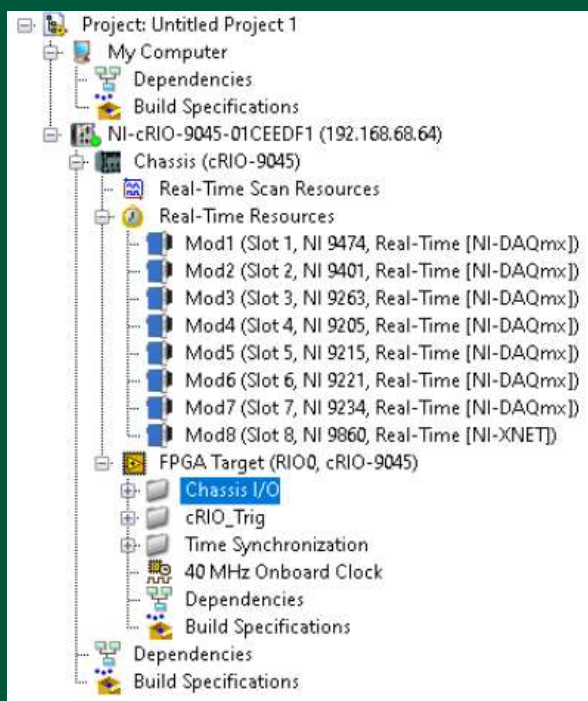 Project: Untitled Project 1
My Computer
Dependencies
Build Specifications
NI-cRIO-9045-01CEEDF1 (192.168.68.64)
Chassis (cRIO-9045)
Real-Time Scan Resources
Real-Time Resources
Mod1 (Slot 1, NI 9474, Real-Time [NI-DAQmx])
Mod2 (Slot 2, NI 9401, Real-Time [NI-DAQmx])
Mod3 (Slot 3, NI 9263, Real-Time [NI-DAQmx])
Mod4 (Slot 4, NI 9205, Real-Time [NI-DAQmx])
Mod5 (Slot 5, NI 9215, Real-Time [NI-DAQmx])
Mod6 (Slot 6, NI 9221, Real-Time [NI-DAQmx])
Mod7 (Slot 7, NI 9234, Real-Time [NI-DAQmx])
Mod8 (Slot 8, NI 9860, Real-Time [NI-XNET])
FPGA Target (RIO0, cRIO-9045)
Chassis I/O
cRIO_Trig
Time Synchronization
40 MHz Onboard Clock
Dependencies
Build Specifications
Dependencies
Build Specifications